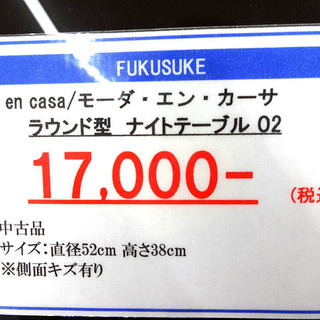 FUKUSUKE
en casa/モーダ・エン・カーサ
ラウンド型 ナイトテーブル 02
17,000- (税
中古品
サイズ:直径52cm 高さ38cm
※側面キズ有り